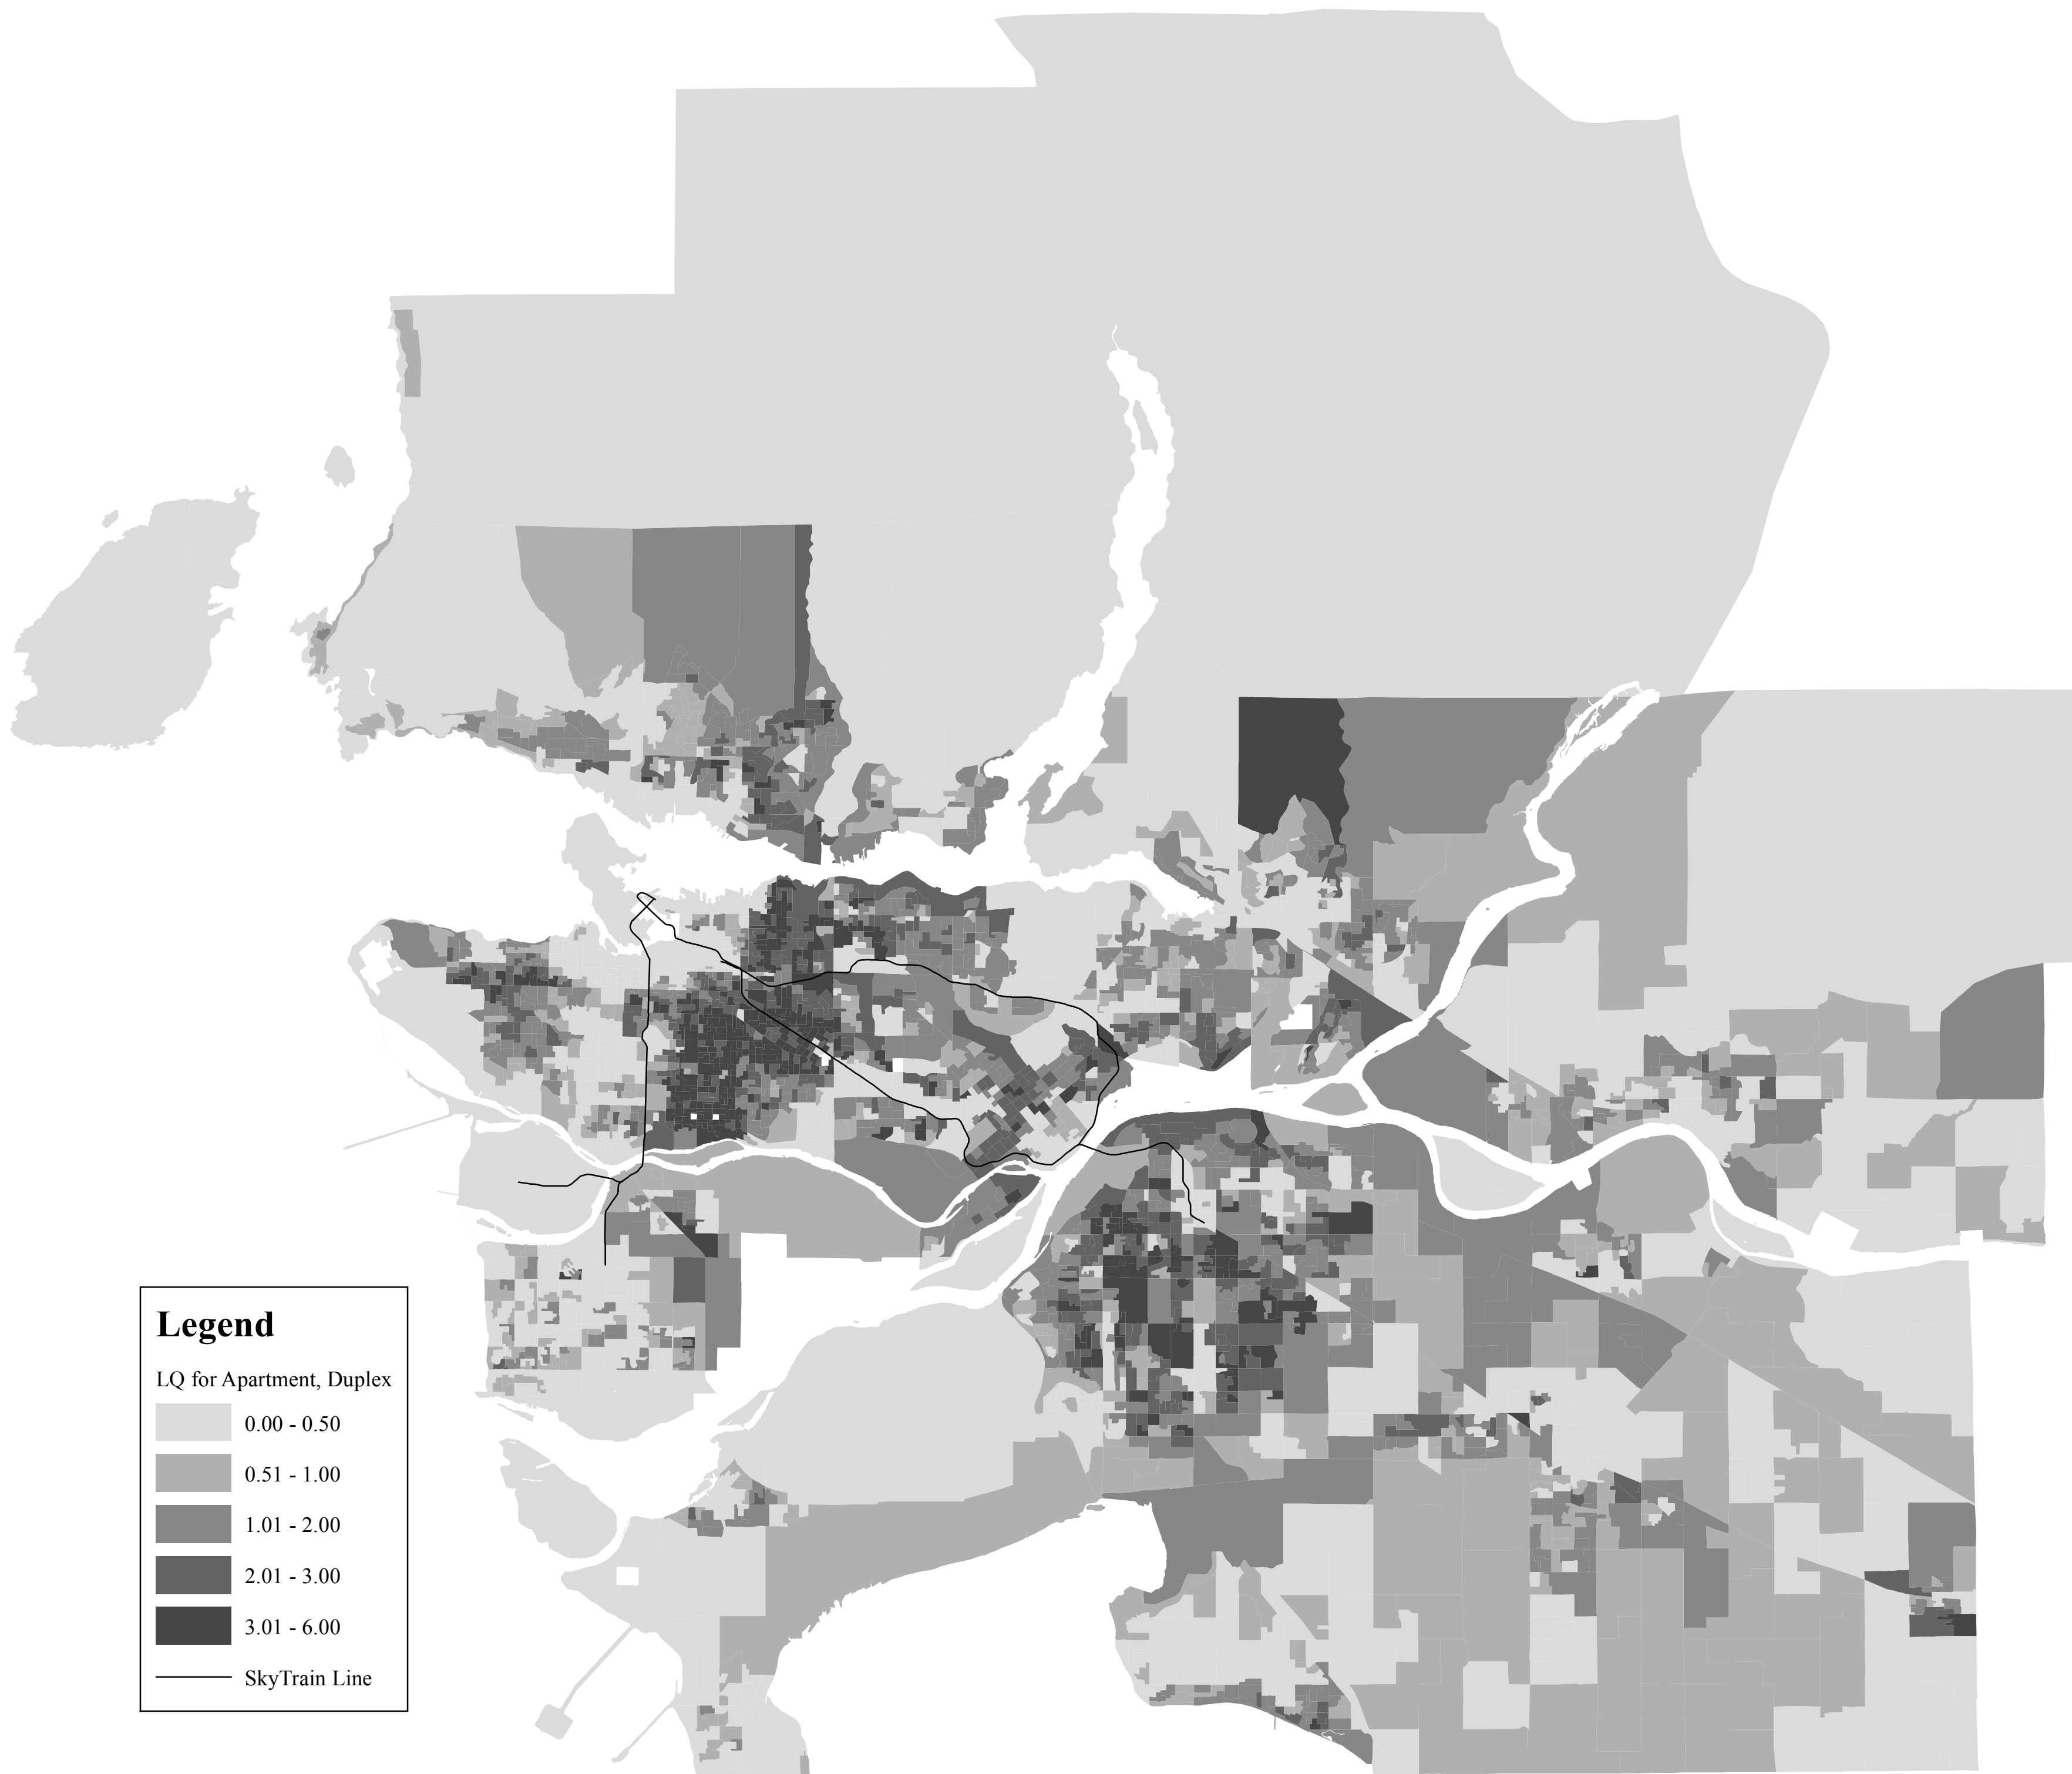 Legend
LQ for Apartment, Duplex
0.00 - 0.50
0.51 - 1.00
1.01 - 2.00
2.01 - 3.00
3.01 - 6.00
SkyTrain Line